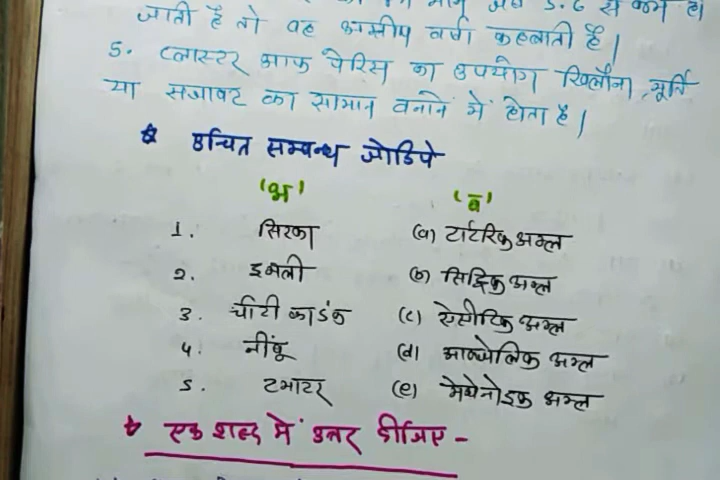 जाती है तो वह अम्लीय वर्षा कहलाती है |
5. प्लास्टर आफ पेरिस का उपयोग खिलौना, मूर्ति
या सजावट का सामान बनाने में होता है |
उचित सम्बन्ध जोडिये
'अ' 'ब'
1. सिरका (a) टार्टरिक अम्ल
2. इमली (b) सिट्रिक अम्ल
3. चीटी का डंक (c) ऐसीटिक अम्ल
4. नींबू (d) आक्जेलिक अम्ल
5. टमाटर (e) मेथेनोइक अम्ल
एक शब्द में उत्तर दीजिए -